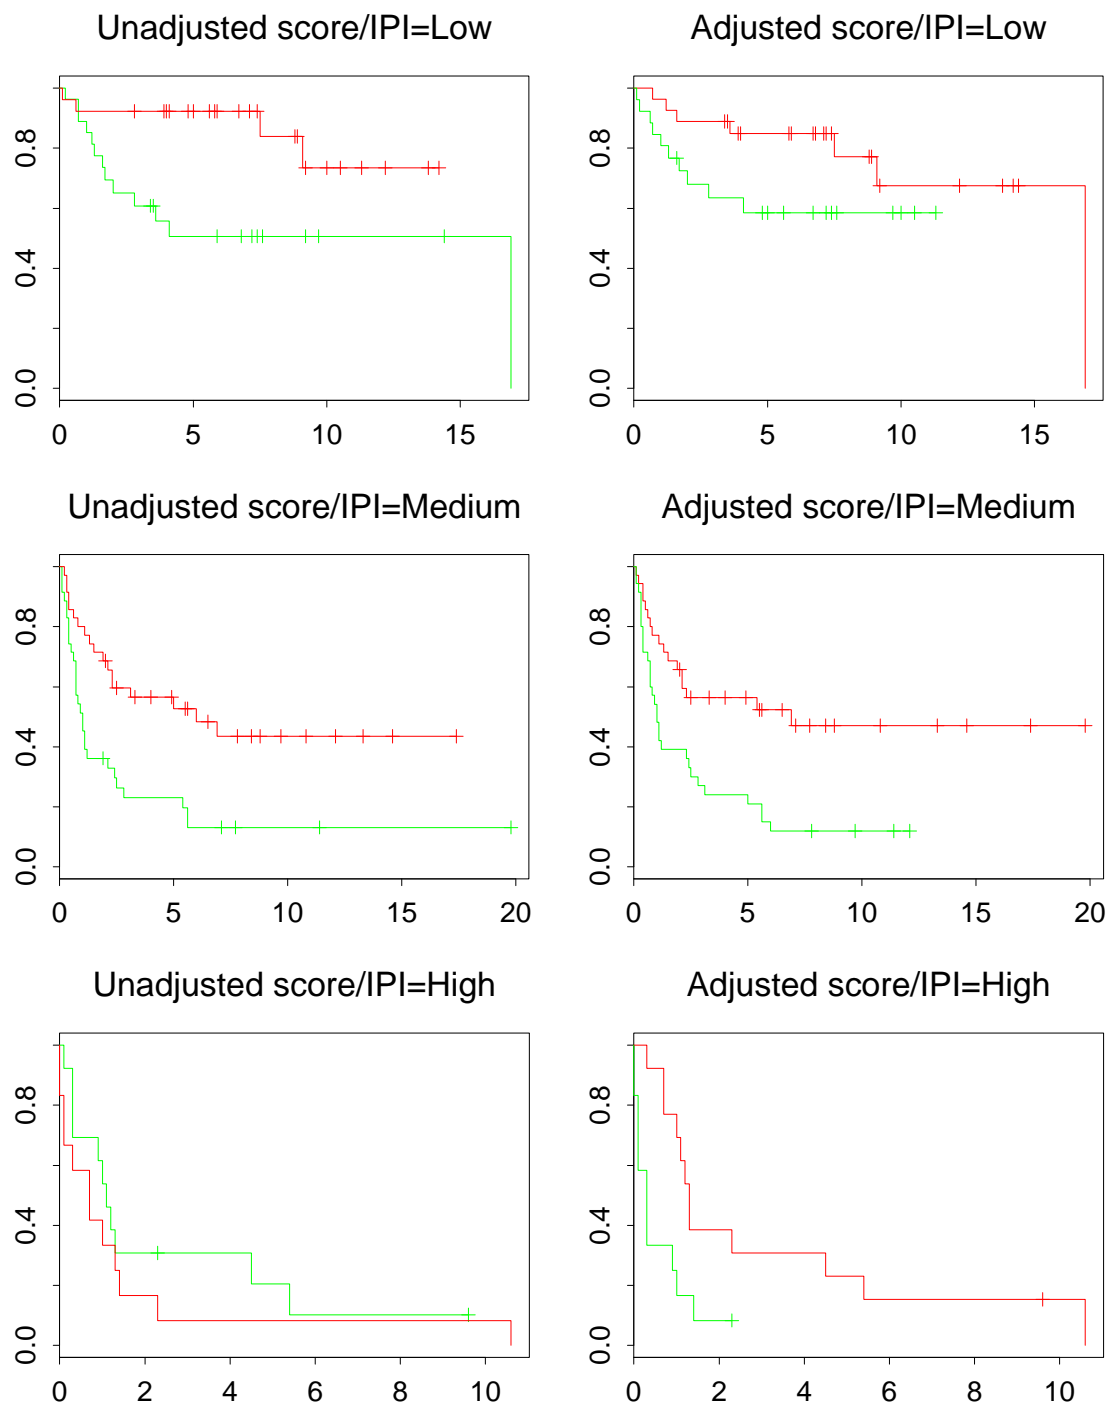 Unadjusted score/IPI=Low
0.8
0.4
0.0
0 5 10 15
Adjusted score/IPI=Low
0.8
0.4
0.0
0 5 10 15
Unadjusted score/IPI=Medium
0.8
0.4
0.0
0 5 10 15 20
Adjusted score/IPI=Medium
0.8
0.4
0.0
0 5 10 15 20
Unadjusted score/IPI=High
0.8
0.4
0.0
0 2 4 6 8 10
Adjusted score/IPI=High
0.8
0.4
0.0
0 2 4 6 8 10